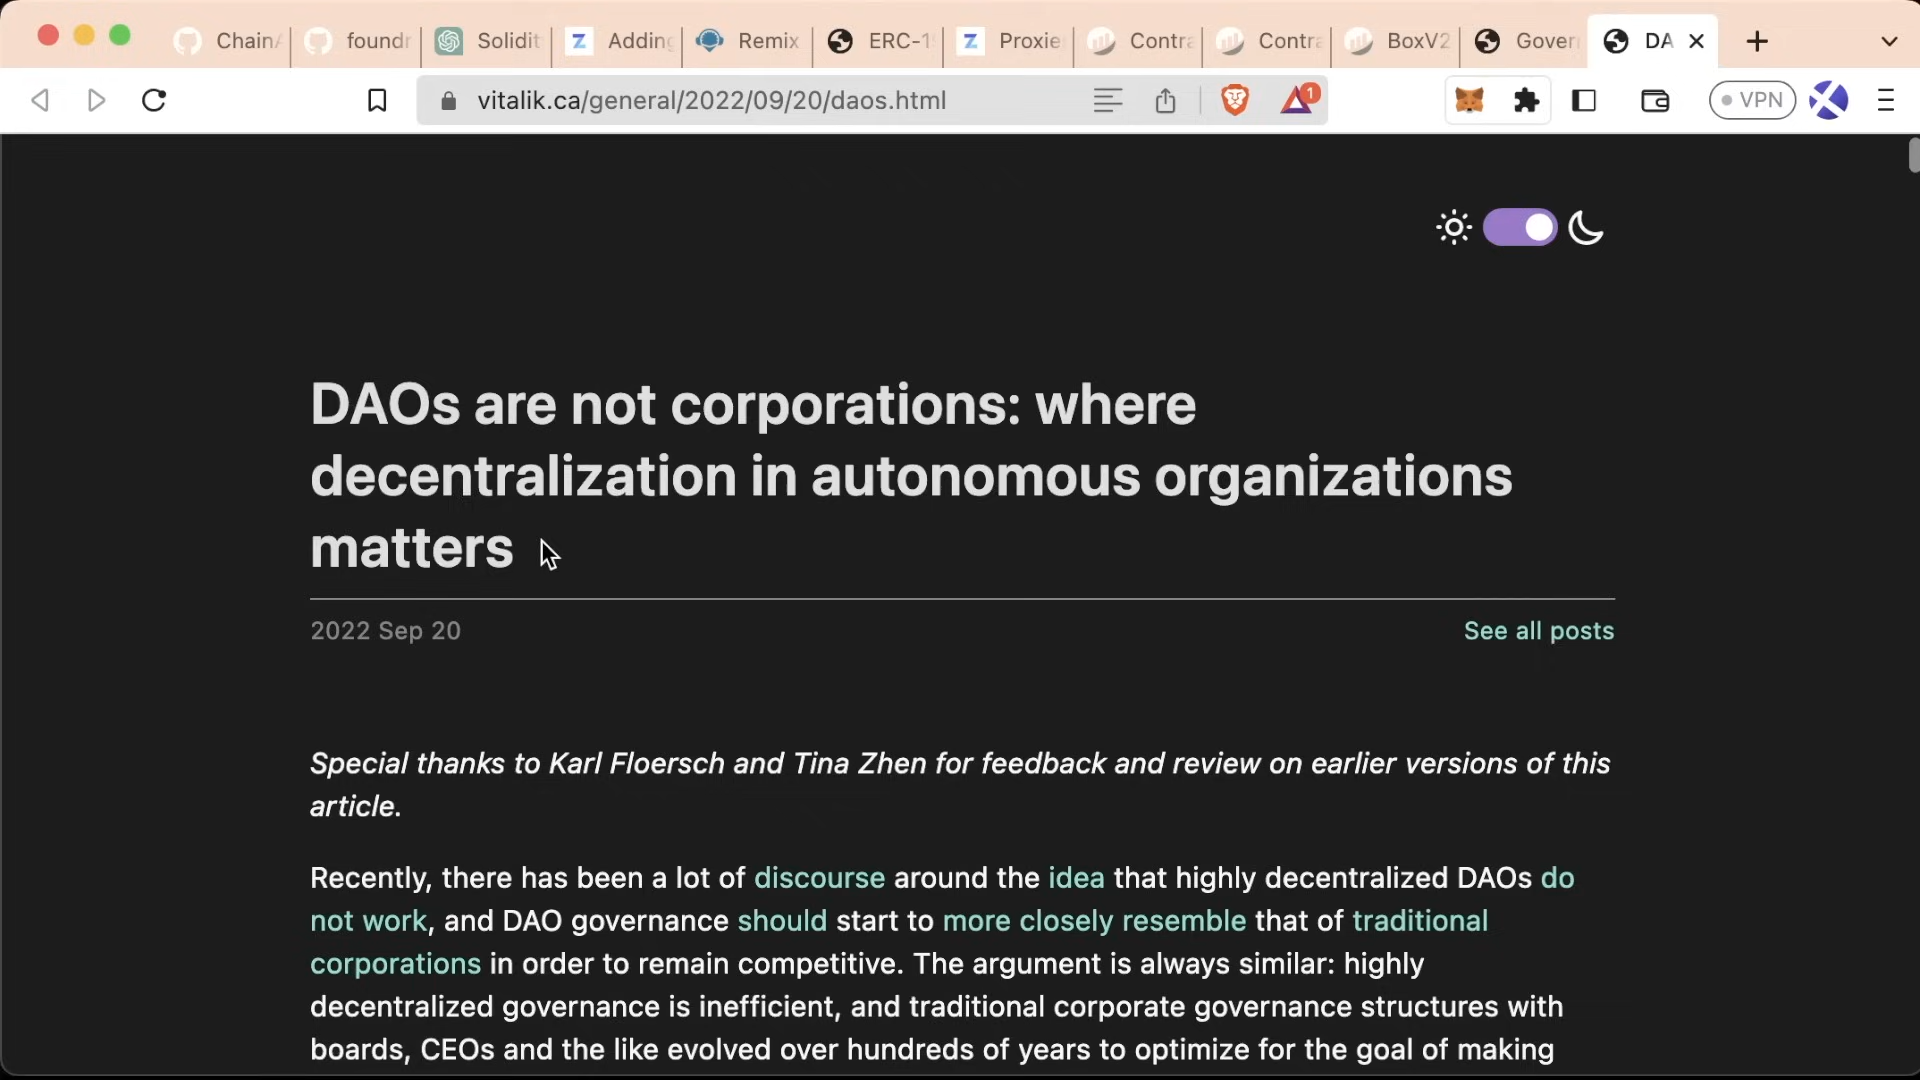 ChainA
foundr
Solidit
Adding
Remix
ERC-19
Proxie
Contra
Contra
BoxV2
Govern
DA
vitalik.ca/general/2022/09/20/daos.html
1
VPN
DAOs are not corporations: where
decentralization in autonomous organizations
matters
2022 Sep 20
See all posts
Special thanks to Karl Floersch and Tina Zhen for feedback and review on earlier versions of this
article.
Recently, there has been a lot of discourse around the idea that highly decentralized DAOs do
not work, and DAO governance should start to more closely resemble that of traditional
corporations in order to remain competitive. The argument is always similar: highly
decentralized governance is inefficient, and traditional corporate governance structures with
boards, CEOs and the like evolved over hundreds of years to optimize for the goal of making